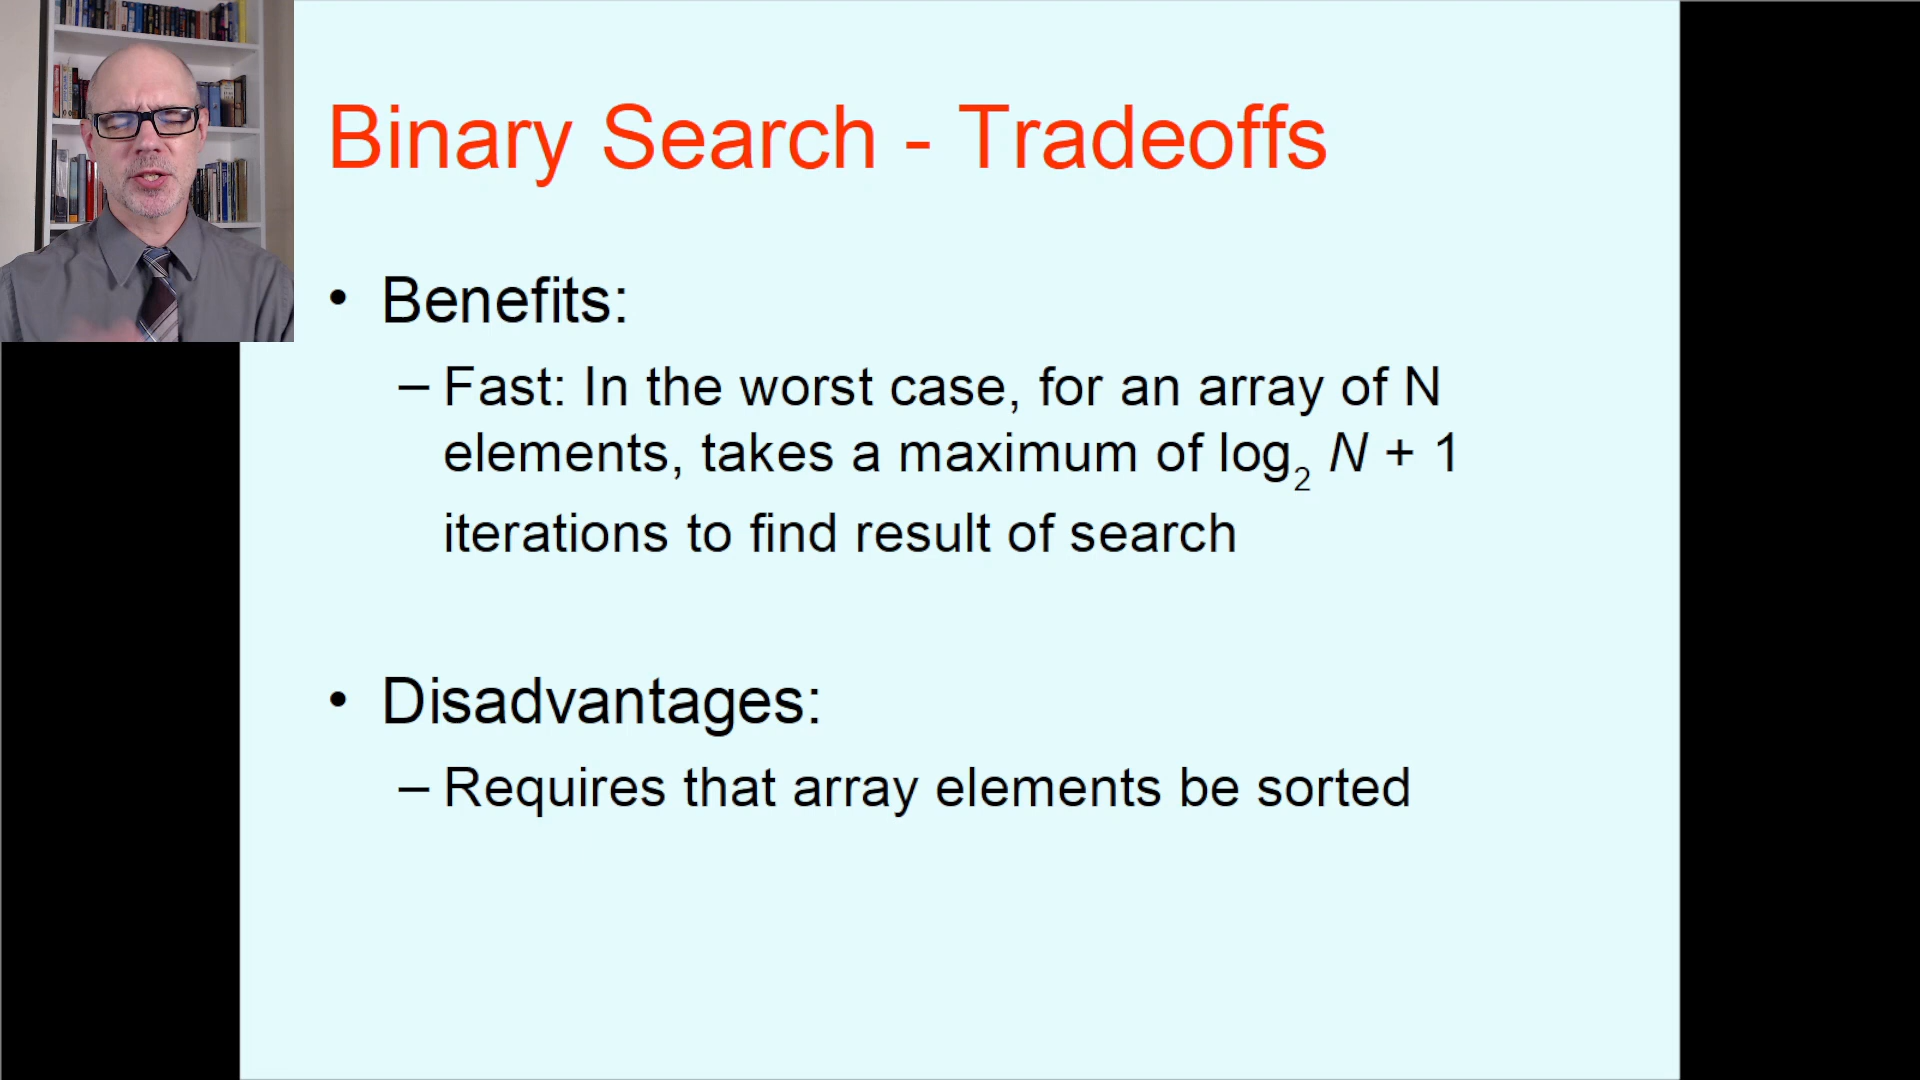 Binary Search - Tradeoffs
• Benefits:
– Fast: In the worst case, for an array of N
elements, takes a maximum of log₂ N + 1
iterations to find result of search
• Disadvantages:
– Requires that array elements be sorted